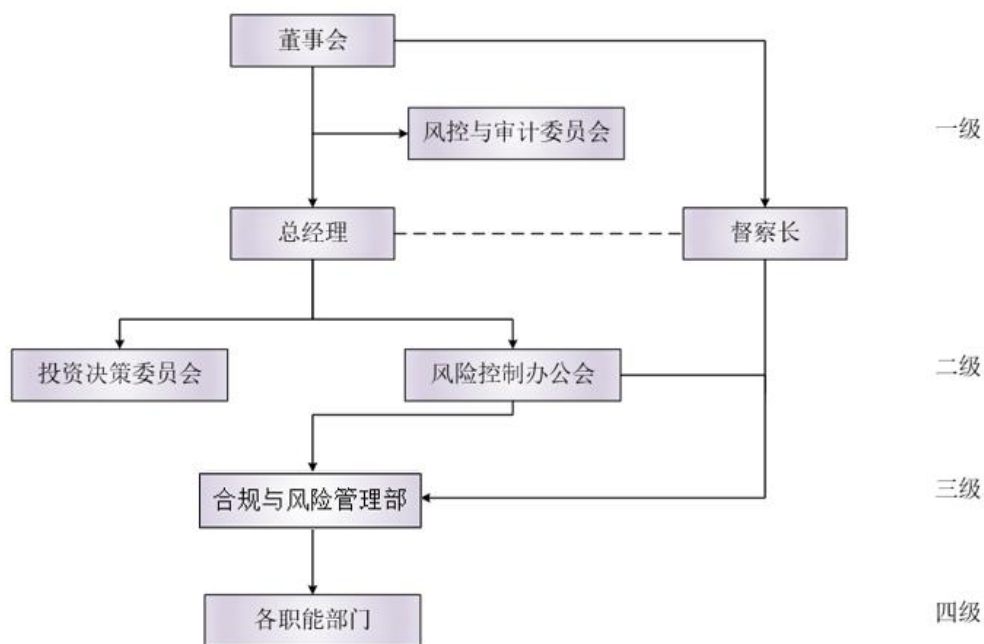 董事会
风控与审计委员会
一级
总经理
督察长
投资决策委员会
风险控制办公会
二级
合规与风险管理部
三级
各职能部门
四级